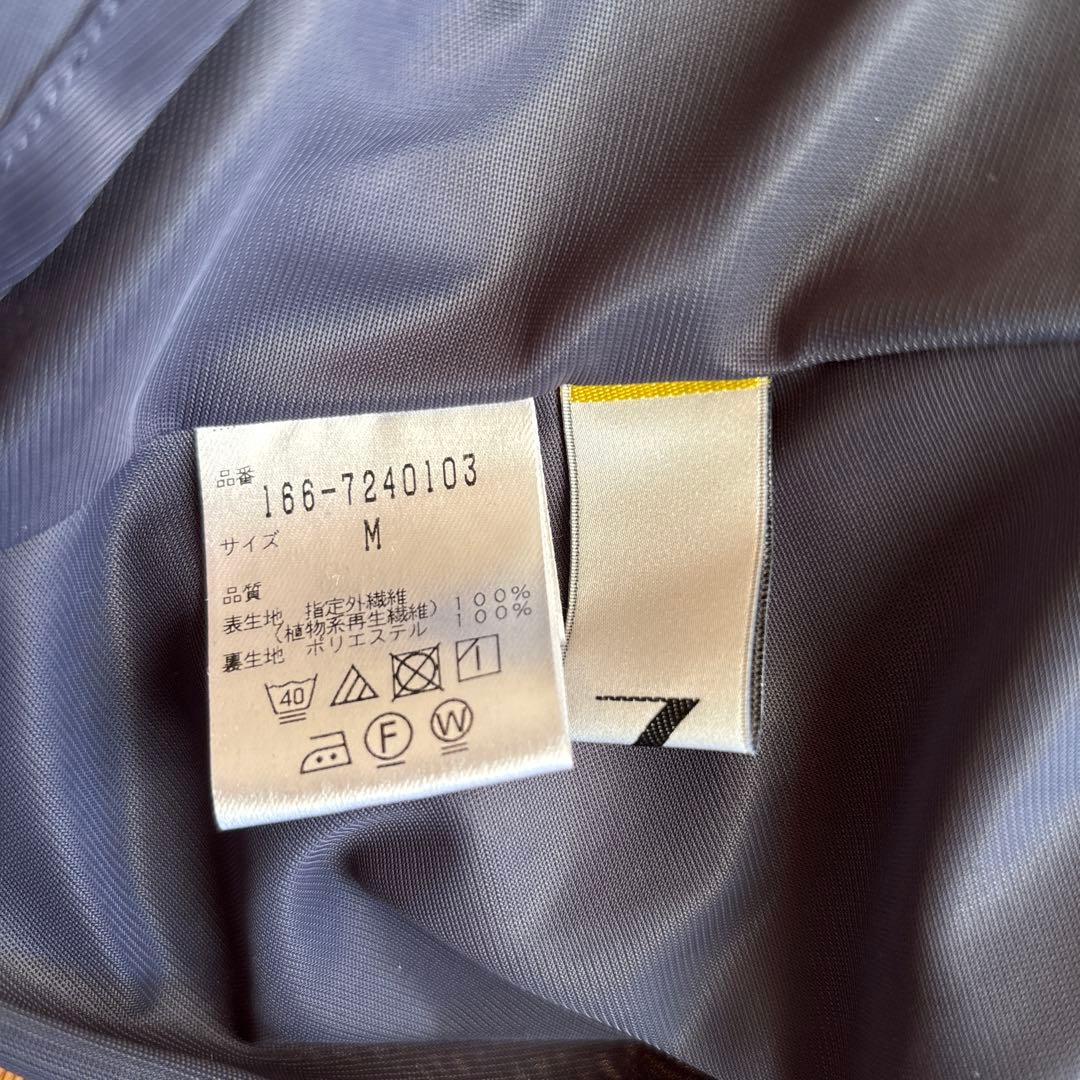 品番 166-7240103
サイズ M
品質
表生地 指定外繊維 100%
(植物系再生繊維)
裏生地 ポリエステル 100%
40
F
W